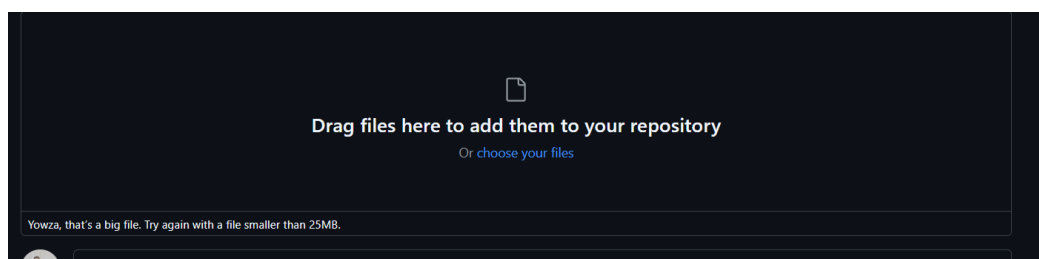 Drag files here to add them to your repository
Or choose your files
Yowza, that's a big file. Try again with a file smaller than 25MB.